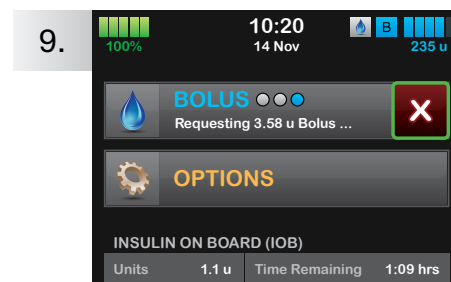 9.
100%
10:20
14 Nov
B
235 u
BOLUS
Requesting 3.58 u Bolus ...
X
OPTIONS
INSULIN ON BOARD (IOB)
Units 1.1 u Time Remaining 1:09 hrs